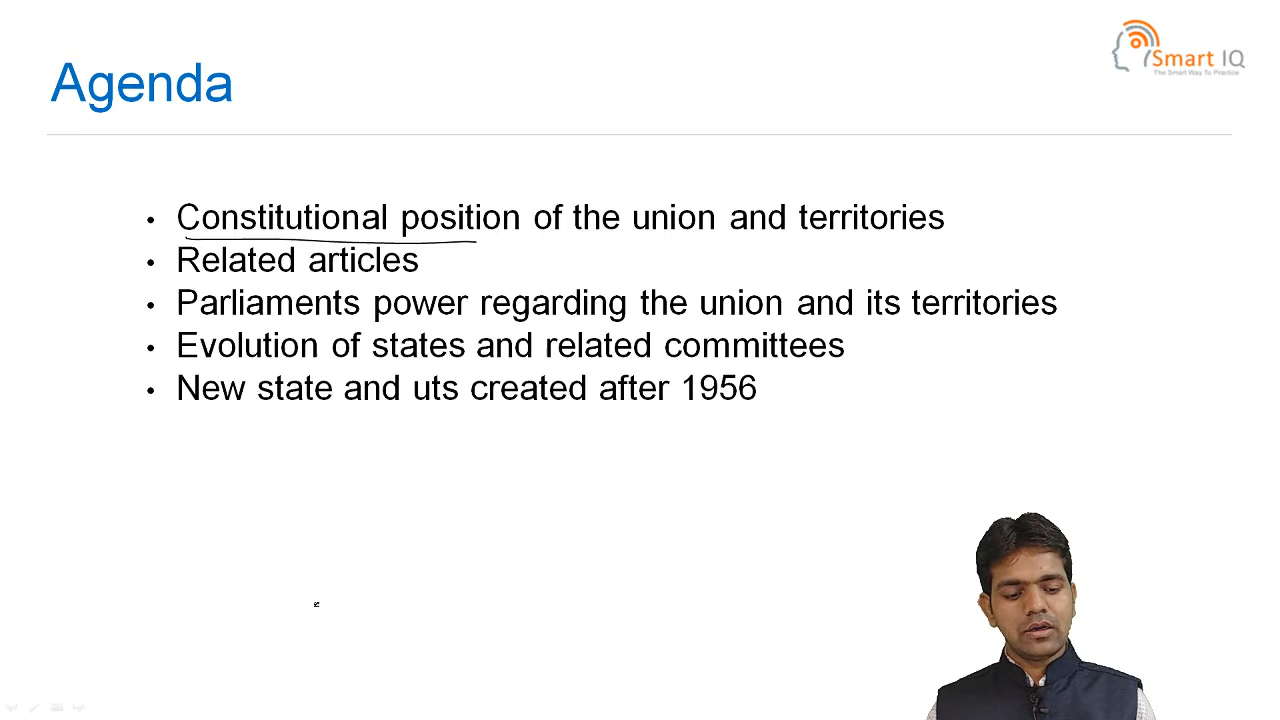 Smart IQ
The Smart Way To Practice
Agenda
• Constitutional position of the union and territories
• Related articles
• Parliaments power regarding the union and its territories
• Evolution of states and related committees
• New state and uts created after 1956